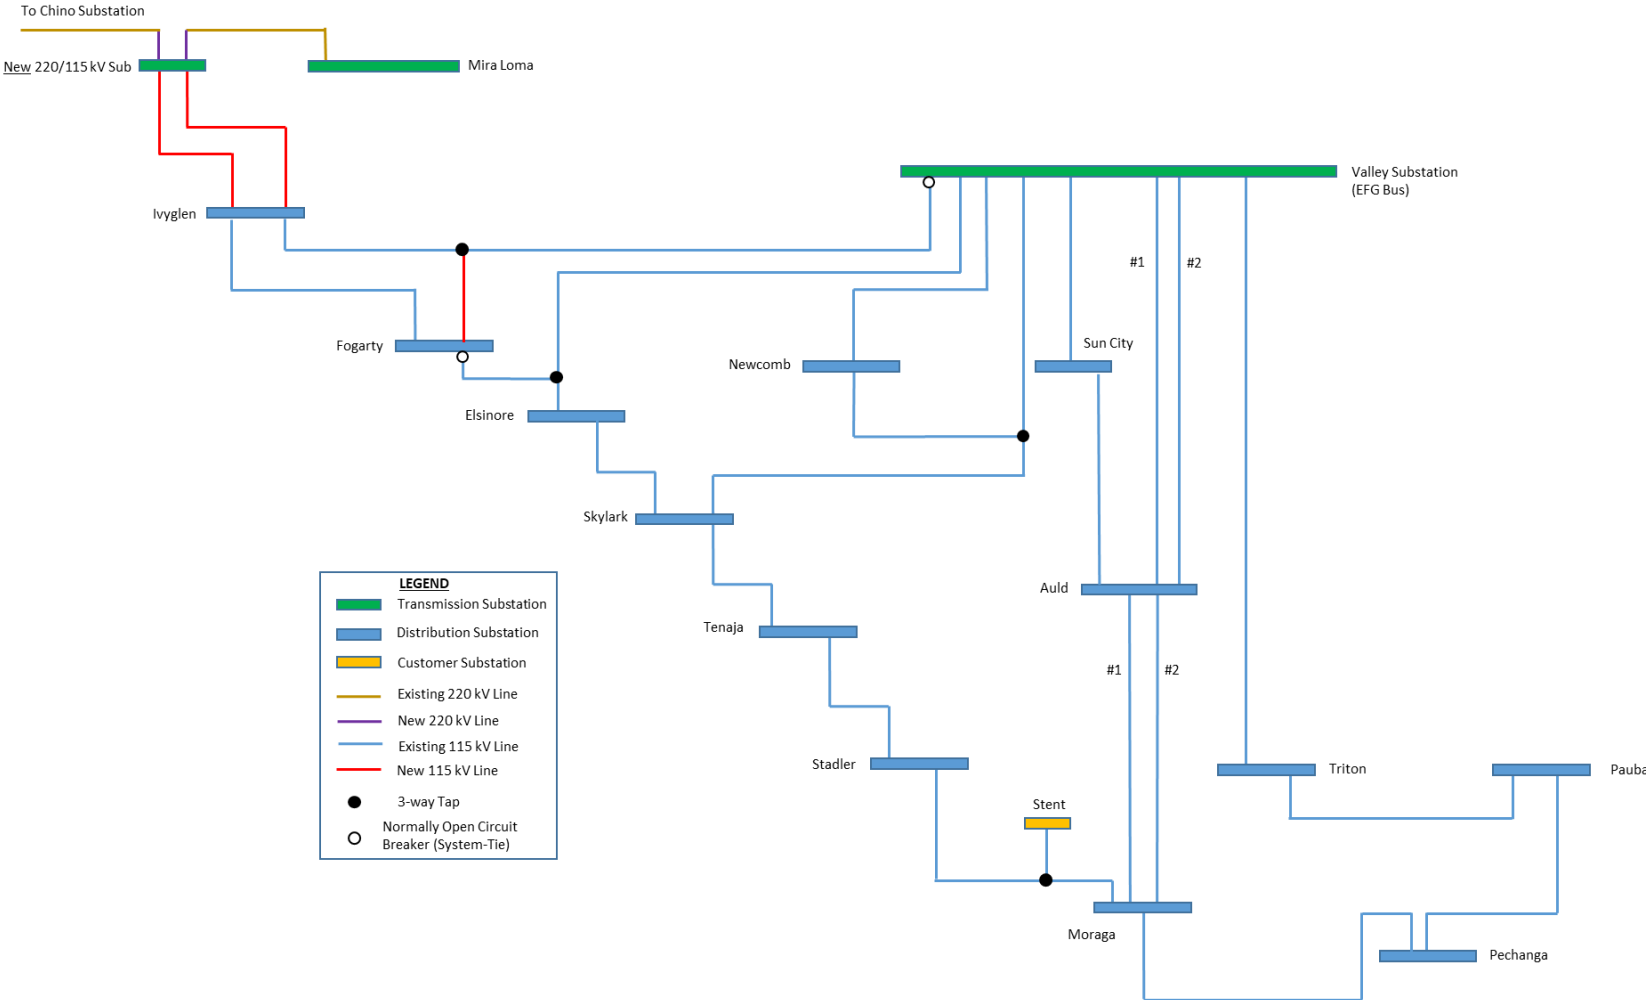 To Chino Substation
New 220/115 kV Sub
Mira Loma
Valley Substation
(EFG Bus)
Ivyglen
#1
#2
Fogarty
Sun City
Newcomb
Elsinore
Skylark
LEGEND
Transmission Substation
Distribution Substation
Customer Substation
Existing 220 kV Line
New 220 kV Line
Existing 115 kV Line
New 115 kV Line
3-way Tap
Normally Open Circuit
Breaker (System-Tie)
Auld
Tenaja
#1
#2
Stadler
Triton
Pauba
Stent
Moraga
Pechanga